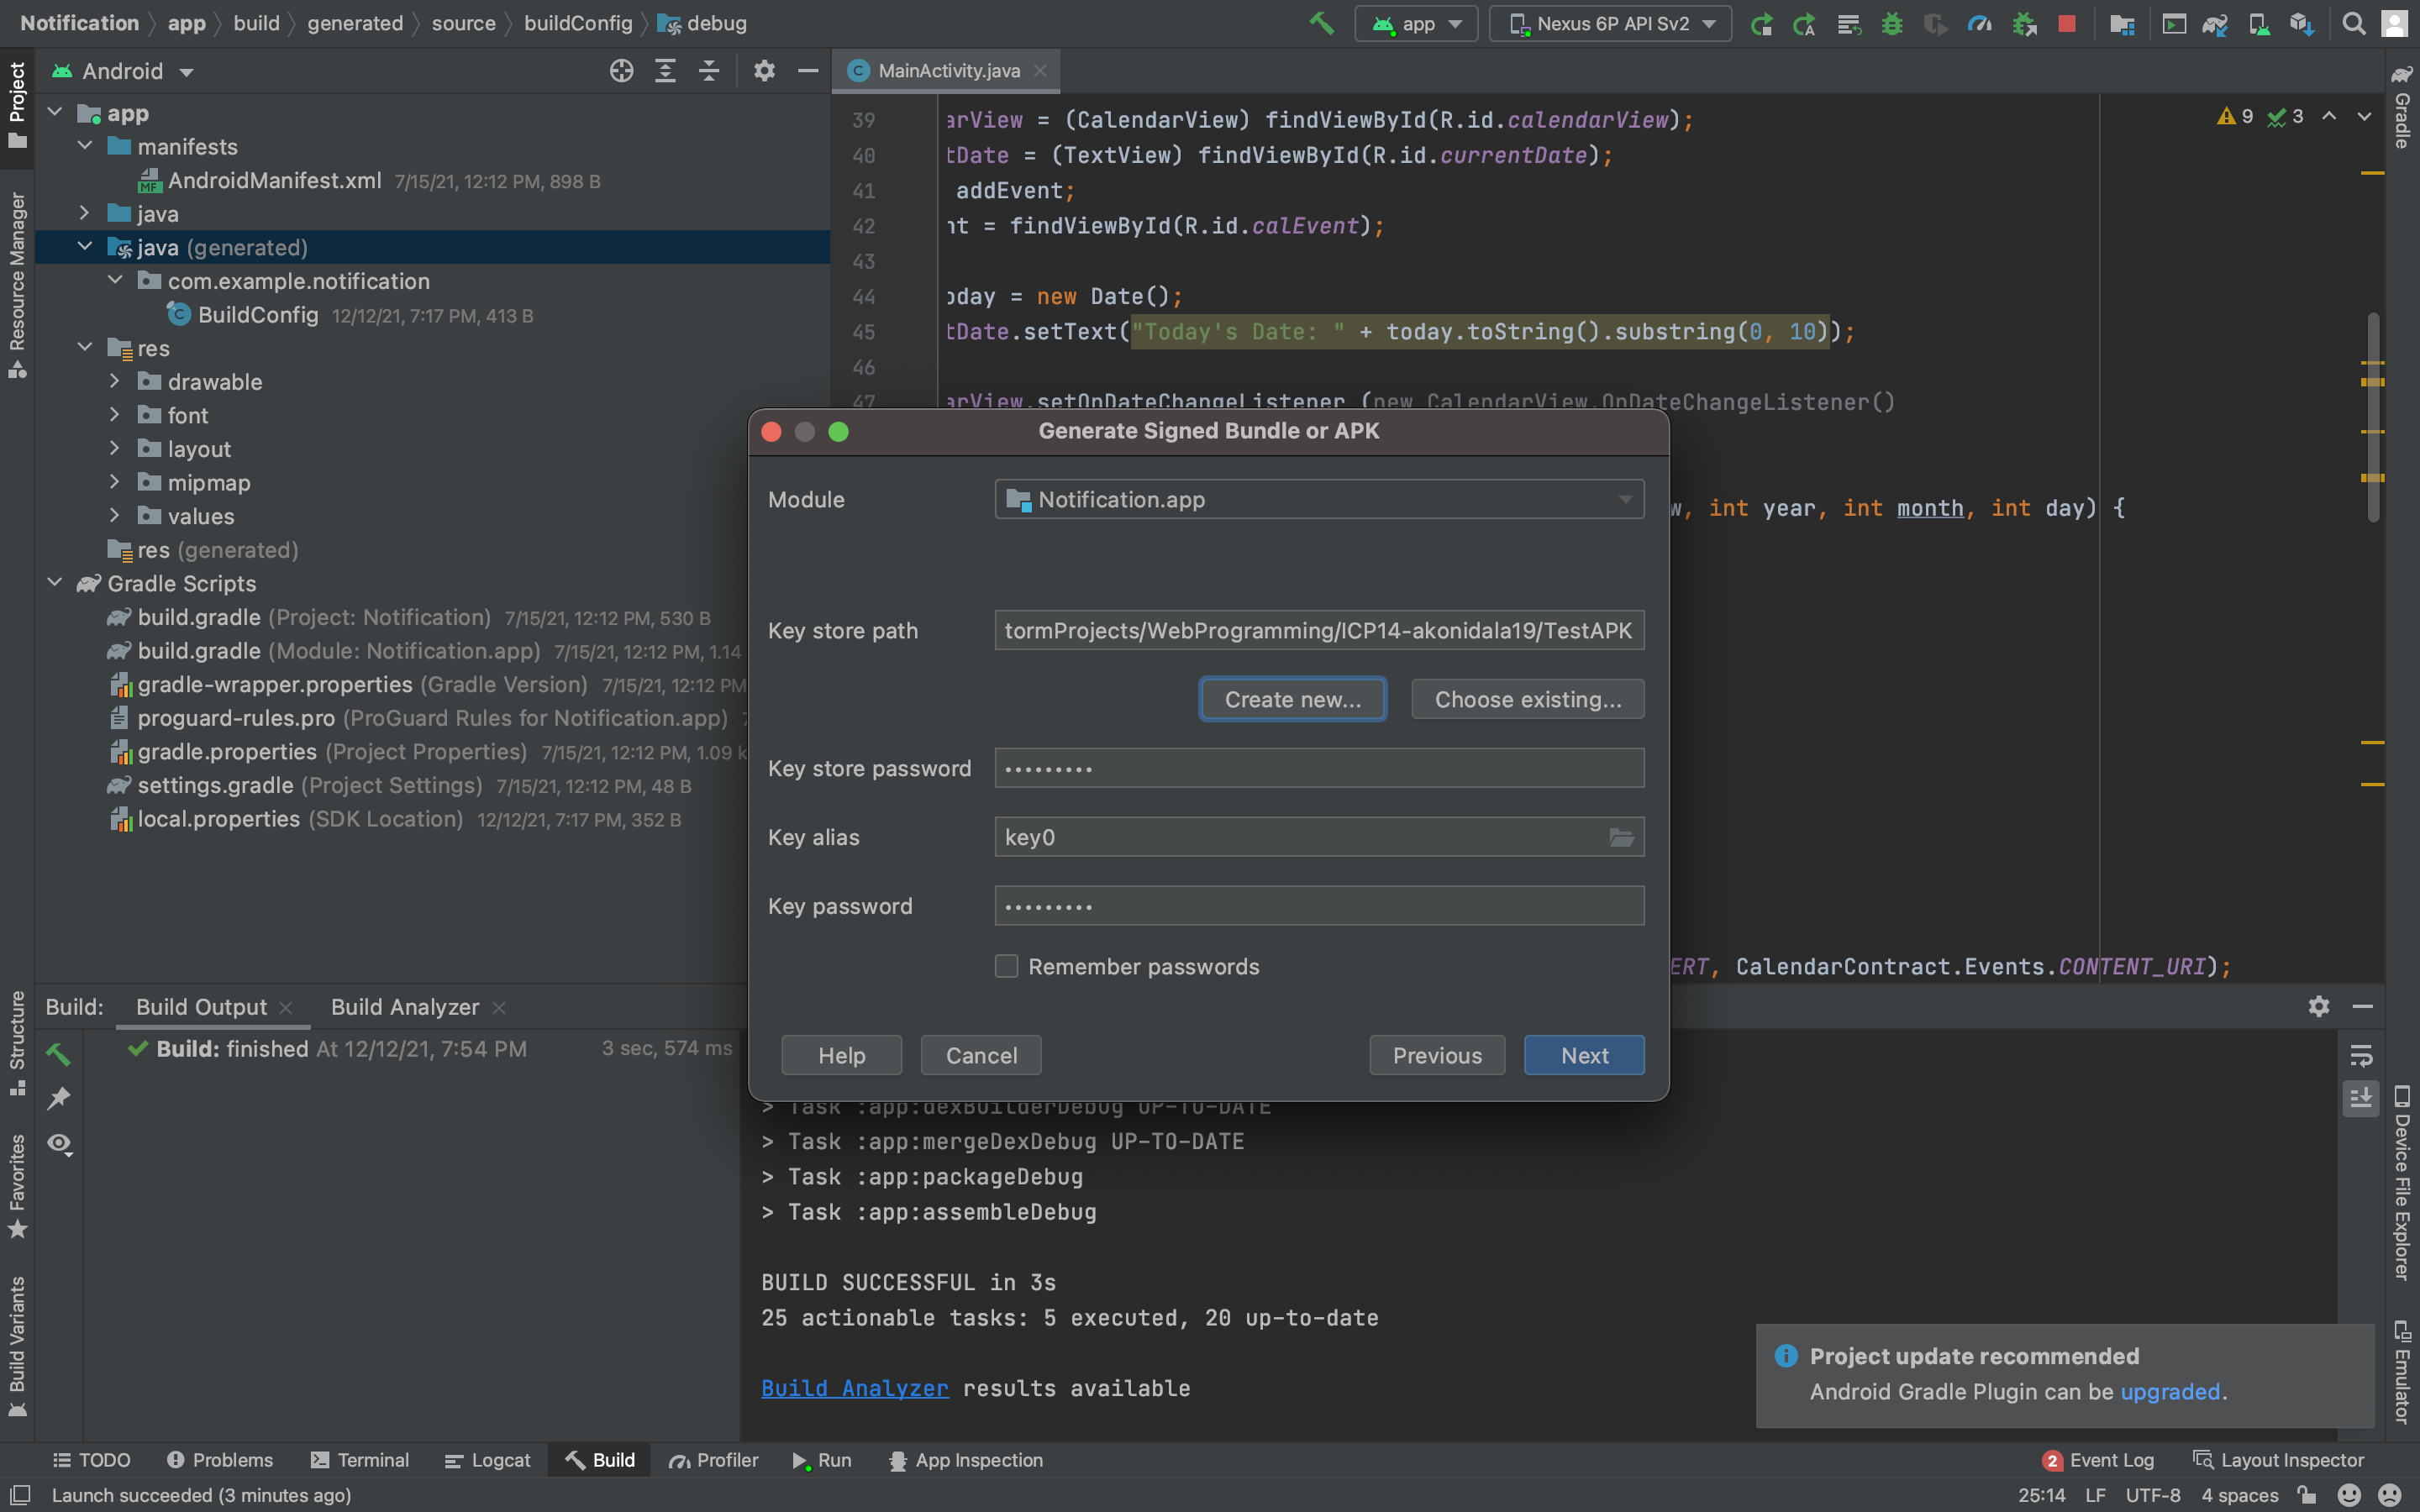 Notification app build generated source buildConfig debug
app Nexus 6P API Sv2
Android
MainActivity.java
Project
Resource Manager
Structure
Favorites
Build Variants
Gradle
Device File Explorer
Emulator
app
manifests
AndroidManifest.xml 7/15/21, 12:12 PM, 898 B
java
java (generated)
com.example.notification
BuildConfig 12/12/21, 7:17 PM, 413 B
res
drawable
font
layout
mipmap
values
res (generated)
Gradle Scripts
build.gradle (Project: Notification) 7/15/21, 12:12 PM, 530 B
build.gradle (Module: Notification.app) 7/15/21, 12:12 PM, 1.14
gradle-wrapper.properties (Gradle Version) 7/15/21, 12:12 PM
proguard-rules.pro (ProGuard Rules for Notification.app) 7
gradle.properties (Project Properties) 7/15/21, 12:12 PM, 1.09 k
settings.gradle (Project Settings) 7/15/21, 12:12 PM, 48 B
local.properties (SDK Location) 12/12/21, 7:17 PM, 352 B
9 3
39 arView = (CalendarView) findViewById(R.id.calendarView);
40 tDate = (TextView) findViewById(R.id.currentDate);
41 addEvent;
42 nt = findViewById(R.id.calEvent);
43
44 oday = new Date();
45 tDate.setText("Today's Date: " + today.toString().substring(0, 10));
46
47 arView.setOnDateChangeListener (new CalendarView.OnDateChangeListener()
w, int year, int month, int day) {
ERT, CalendarContract.Events.CONTENT_URI);
Generate Signed Bundle or APK
Module Notification.app
Key store path tormProjects/WebProgramming/ICP14-akonidala19/TestAPK
Create new... Choose existing...
Key store password •••••••••
Key alias key0
Key password •••••••••
Remember passwords
Help Cancel Previous Next
Build: Build Output Build Analyzer
Build: finished At 12/12/21, 7:54 PM 3 sec, 574 ms
> Task :app:dexBuilderDebug UP-TO-DATE
> Task :app:mergeDexDebug UP-TO-DATE
> Task :app:packageDebug
> Task :app:assembleDebug
BUILD SUCCESSFUL in 3s
25 actionable tasks: 5 executed, 20 up-to-date
Build Analyzer results available
Project update recommended
Android Gradle Plugin can be upgraded.
TODO Problems Terminal Logcat Build Profiler Run App Inspection 2 Event Log Layout Inspector
Launch succeeded (3 minutes ago) 25:14 LF UTF-8 4 spaces